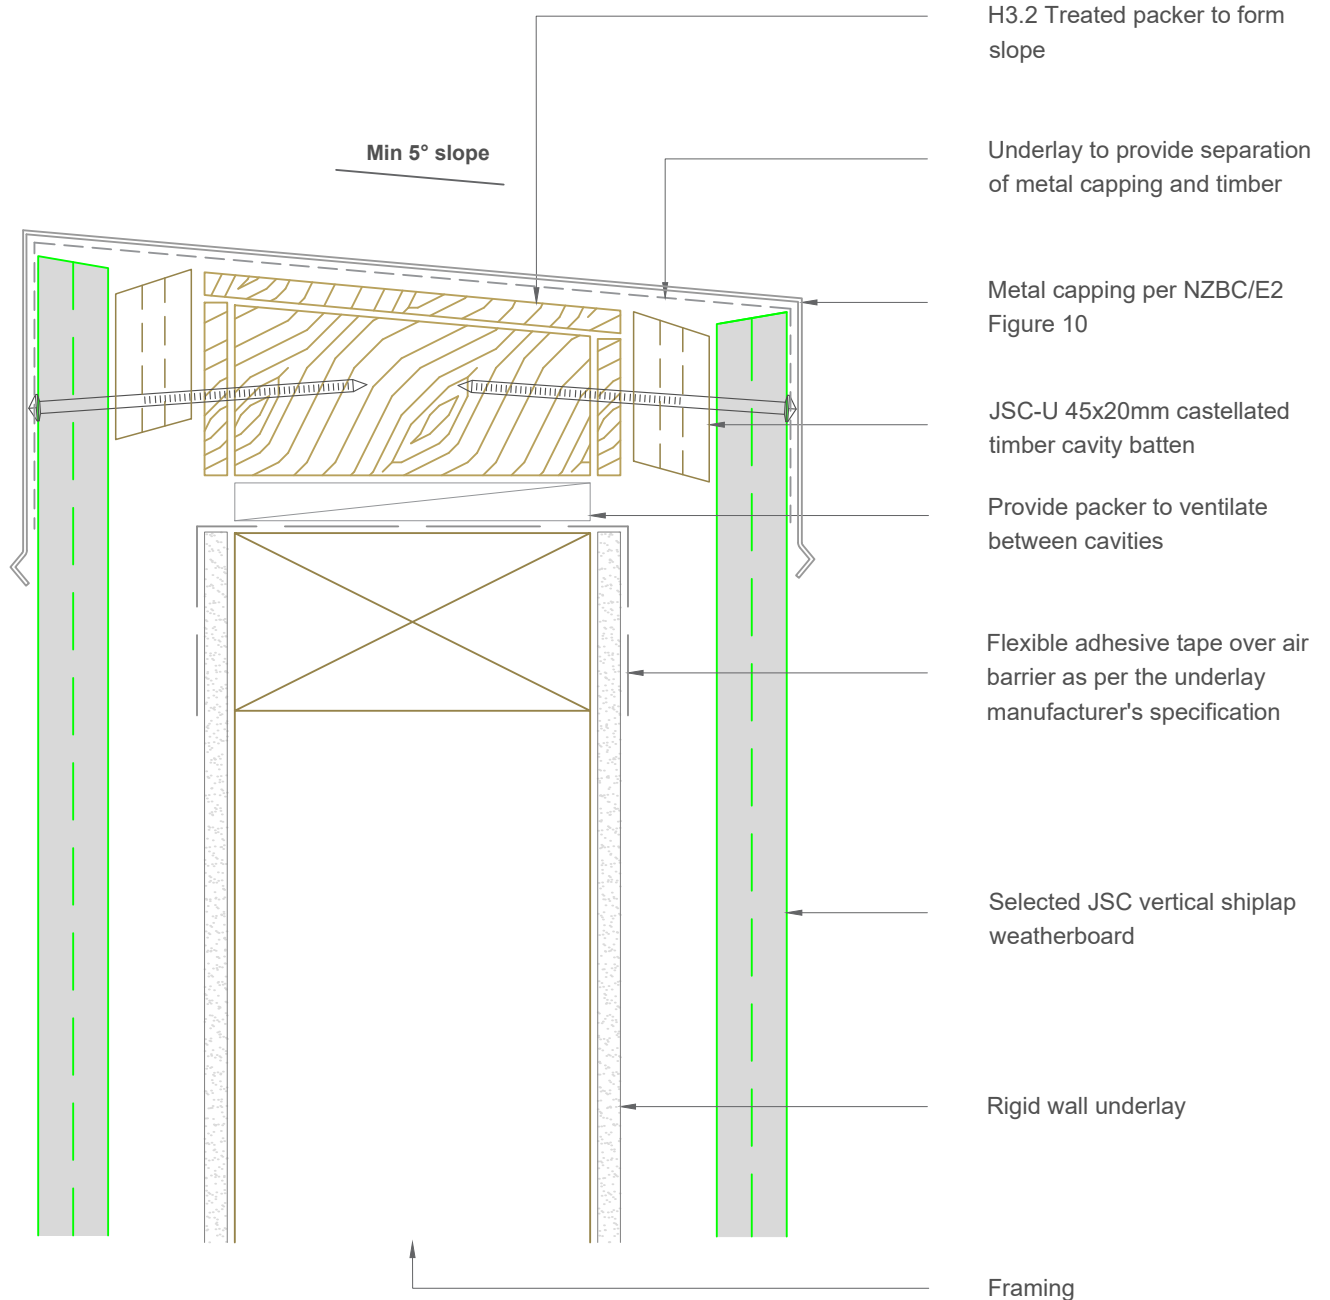 H3.2 Treated packer to form
slope
Min 5° slope
Underlay to provide separation
of metal capping and timber
Metal capping per NZBC/E2
Figure 10
JSC-U 45x20mm castellated
timber cavity batten
Provide packer to ventilate
between cavities
Flexible adhesive tape over air
barrier as per the underlay
manufacturer's specification
Selected JSC vertical shiplap
weatherboard
Rigid wall underlay
Framing